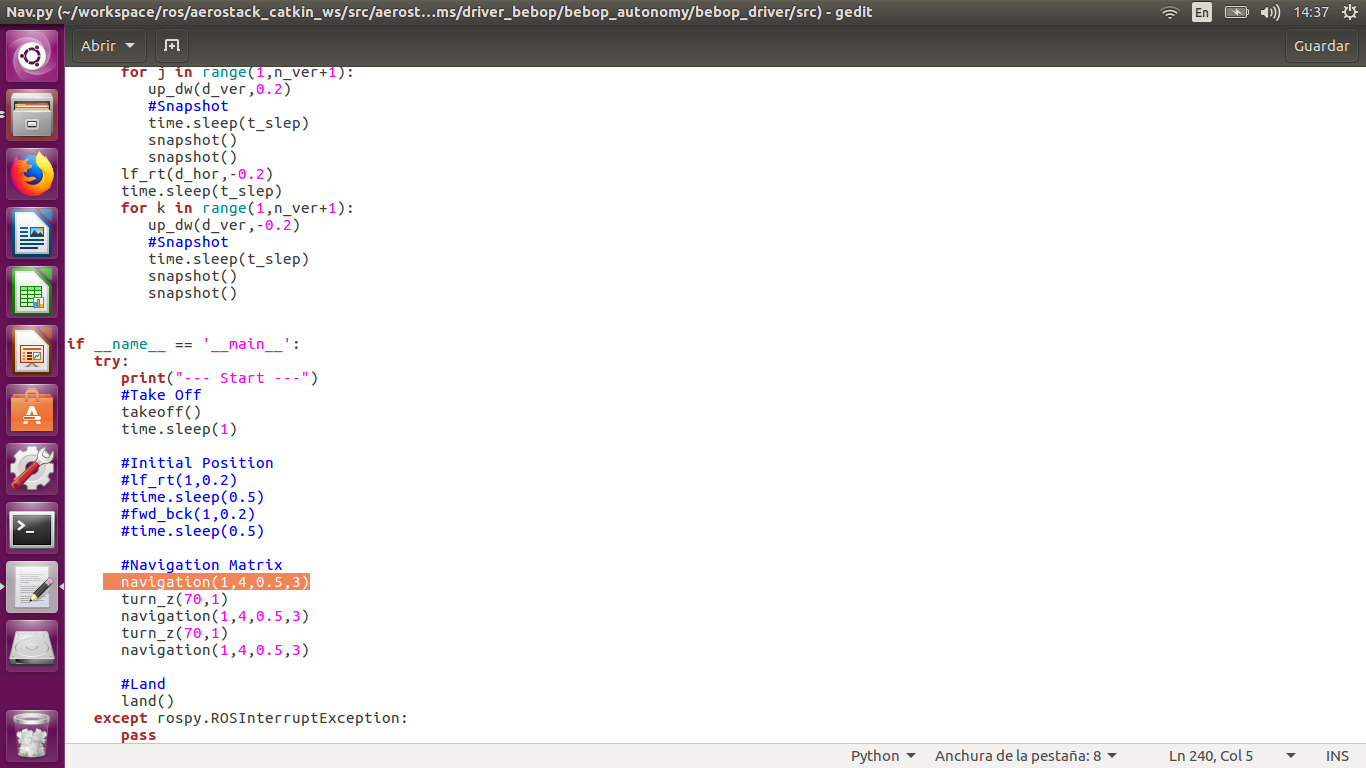 Nav.py (~/workspace/ros/aerostack_catkin_ws/src/aerost...ms/driver_bebop/bebop_autonomy/bebop_driver/src) - gedit
En
14:37
Abrir
Guardar
for j in range(1,n_ver+1):
up_dw(d_ver,0.2)
#Snapshot
time.sleep(t_slep)
snapshot()
snapshot()
lf_rt(d_hor,-0.2)
time.sleep(t_slep)
for k in range(1,n_ver+1):
up_dw(d_ver,-0.2)
#Snapshot
time.sleep(t_slep)
snapshot()
snapshot()
if __name__ == '__main__':
try:
print("--- Start ---")
#Take Off
takeoff()
time.sleep(1)
#Initial Position
#lf_rt(1,0.2)
#time.sleep(0.5)
#fwd_bck(1,0.2)
#time.sleep(0.5)
#Navigation Matrix
navigation(1,4,0.5,3)
turn_z(70,1)
navigation(1,4,0.5,3)
turn_z(70,1)
navigation(1,4,0.5,3)
#Land
land()
except rospy.ROSInterruptException:
pass
Python
Anchura de la pestaña: 8
Ln 240, Col 5
INS